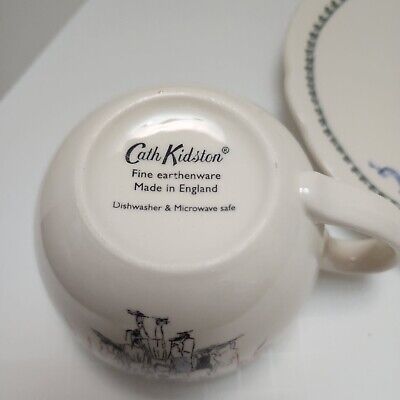 Cath Kidston®
Fine earthenware
Made in England
Dishwasher & Microwave safe